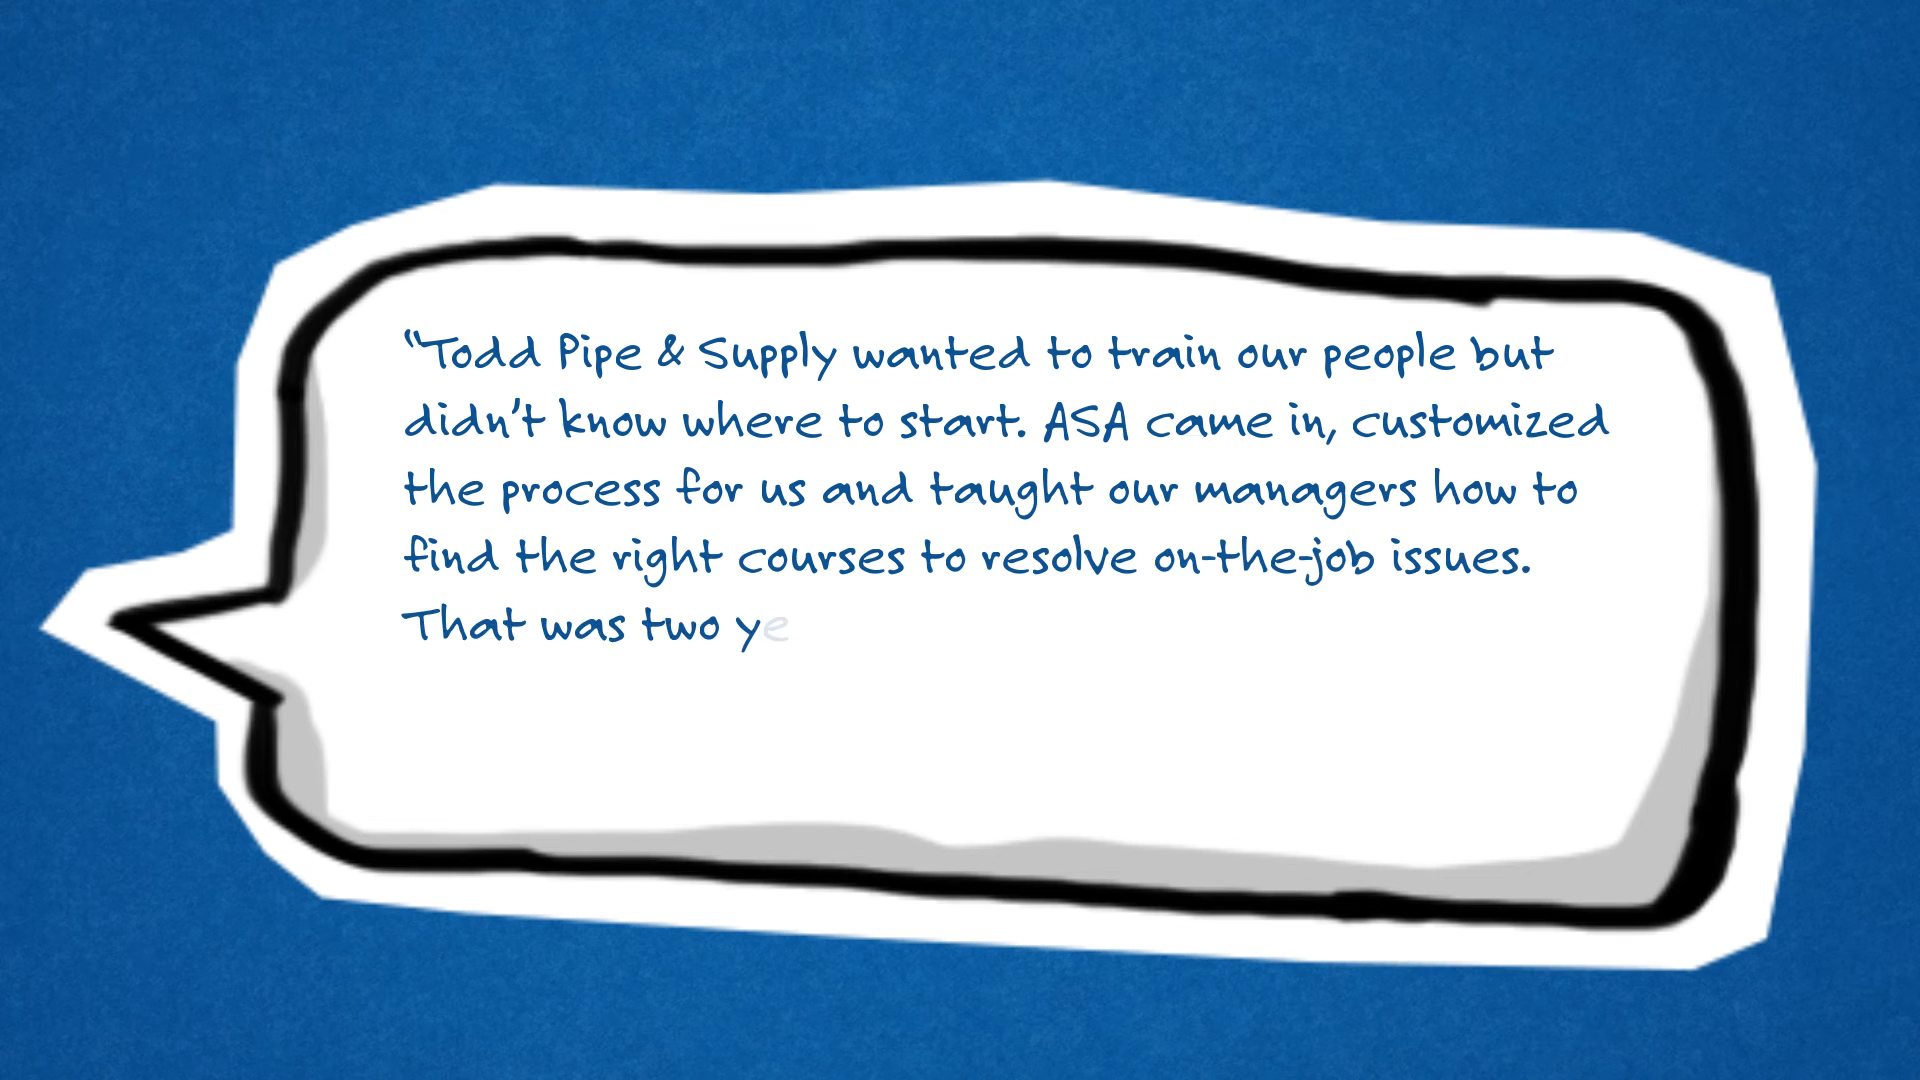 “Todd Pipe & Supply wanted to train our people but
didn’t know where to start. ASA came in, customized
the process for us and taught our managers how to
find the right courses to resolve on-the-job issues.
That was two ye